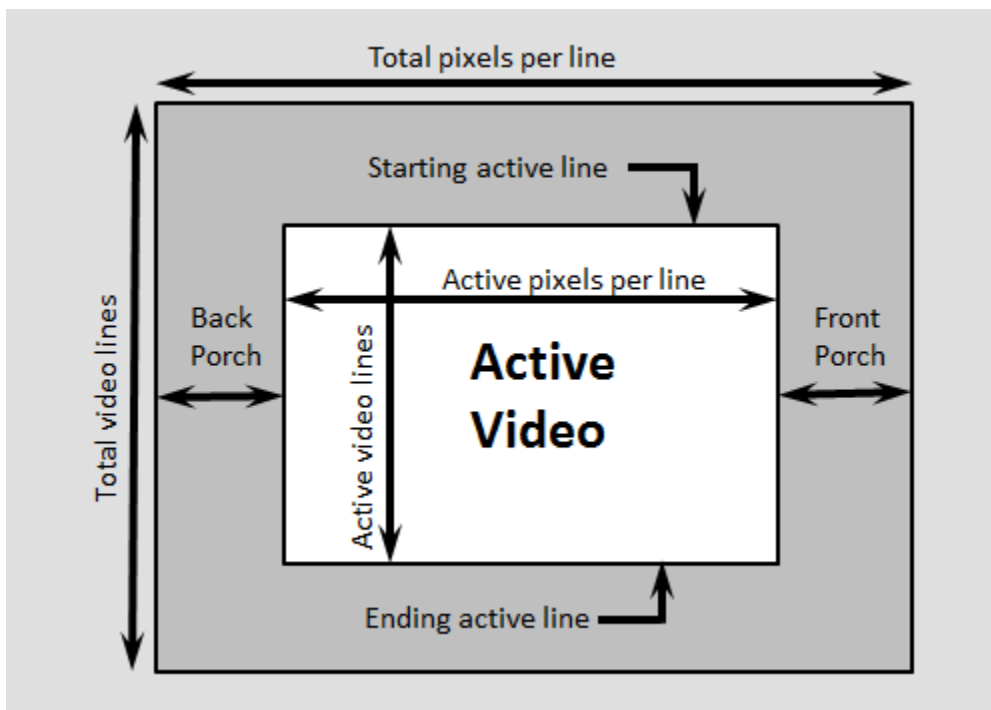 Total pixels per line
Starting active line
Active pixels per line
Back
Porch
Front
Porch
Active
Video
Total video lines
Active video lines
Ending active line